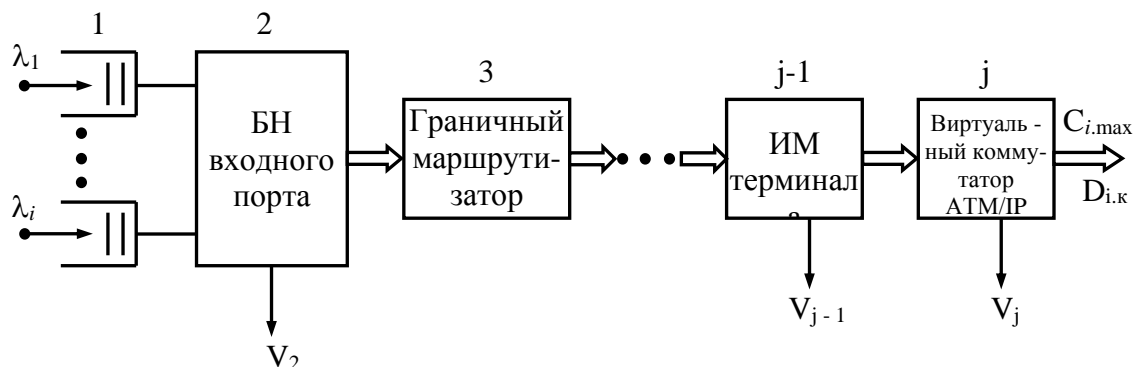 1
2
3
j-1
j
λ1
λi
БН
входного
порта
Граничный
маршрути-
затор
ИМ
терминал
а
Виртуаль -
ный комму-
татор
ATM/IP
Ci.max
Di.к
V2
Vj - 1
Vj